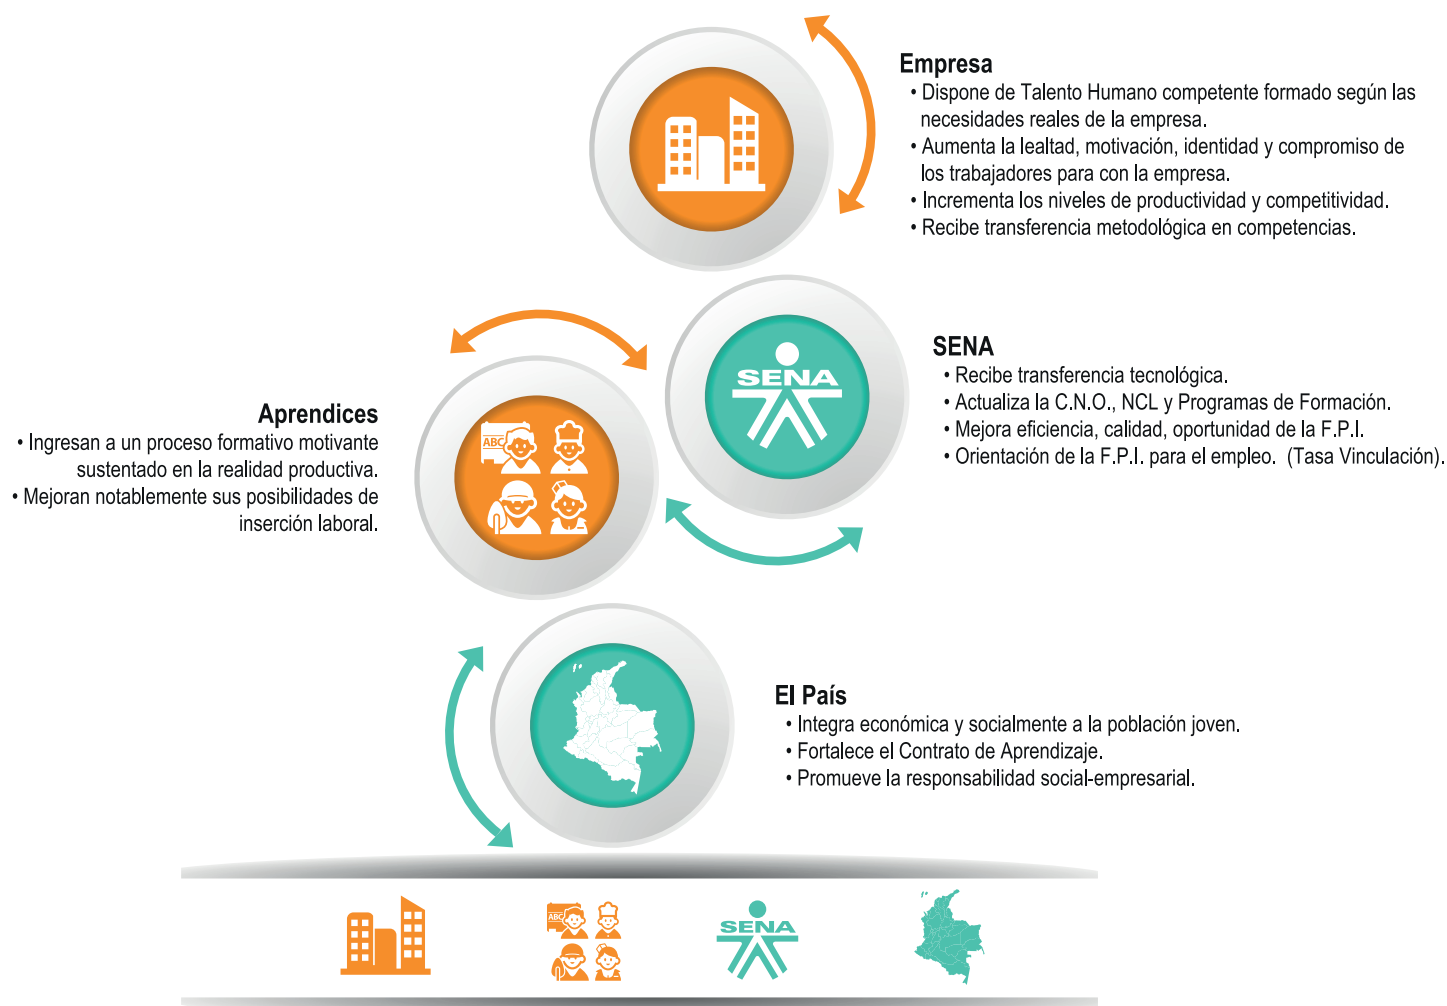 Empresa
• Dispone de Talento Humano competente formado según las
necesidades reales de la empresa.
• Aumenta la lealtad, motivación, identidad y compromiso de
los trabajadores para con la empresa.
• Incrementa los niveles de productividad y competitividad.
• Recibe transferencia metodológica en competencias.
SENA
SENA
• Recibe transferencia tecnológica.
• Actualiza la C.N.O., NCL y Programas de Formación.
• Mejora eficiencia, calidad, oportunidad de la F.P.I.
• Orientación de la F.P.I. para el empleo. (Tasa Vinculación).
Aprendices
• Ingresan a un proceso formativo motivante
sustentado en la realidad productiva.
• Mejoran notablemente sus posibilidades de
inserción laboral.
ABC
El País
• Integra económica y socialmente a la población joven.
• Fortalece el Contrato de Aprendizaje.
• Promueve la responsabilidad social-empresarial.
ABC
SENA